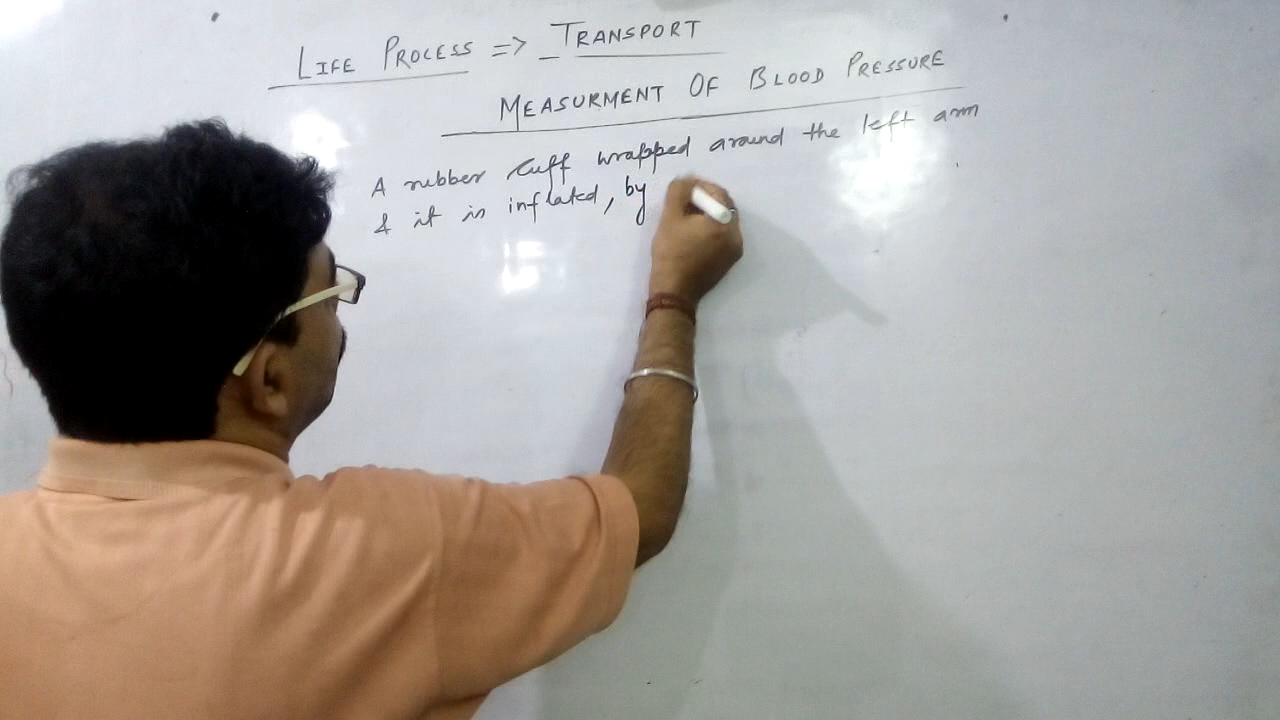 LIFE PROCESS => TRANSPORT
MEASURMENT OF BLOOD PRESSURE
A rubber cuff wrapped around the left arm
& it is inflated, by